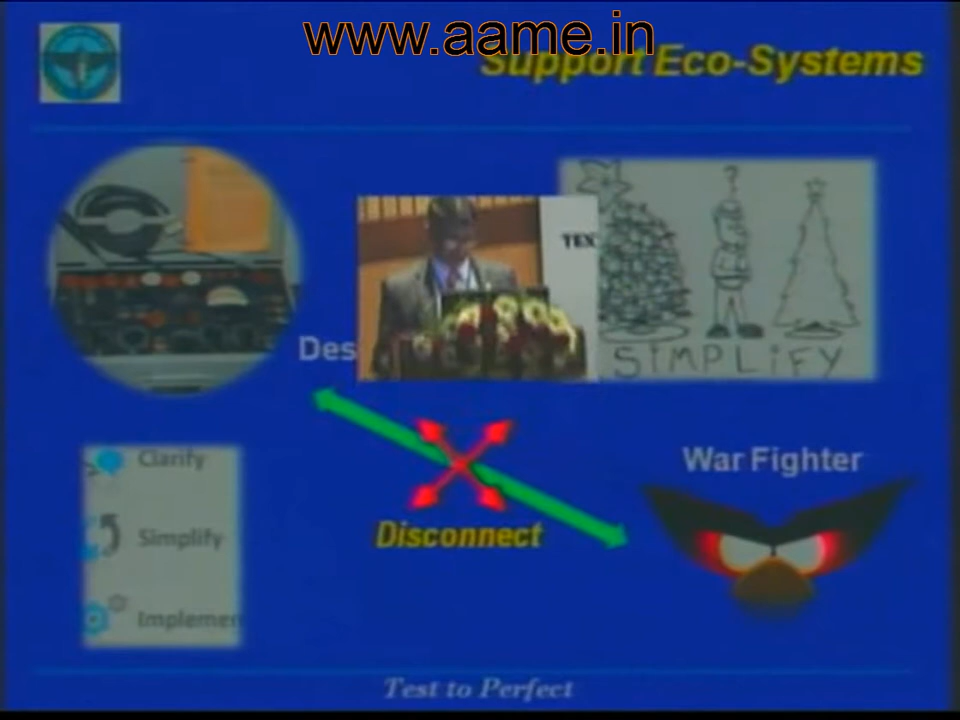 www.aame.in
Support Eco-Systems
TEX
Des
SIMPLIFY
Clarify
Simplify
Implemen
War Fighter
Disconnect
Test to Perfect